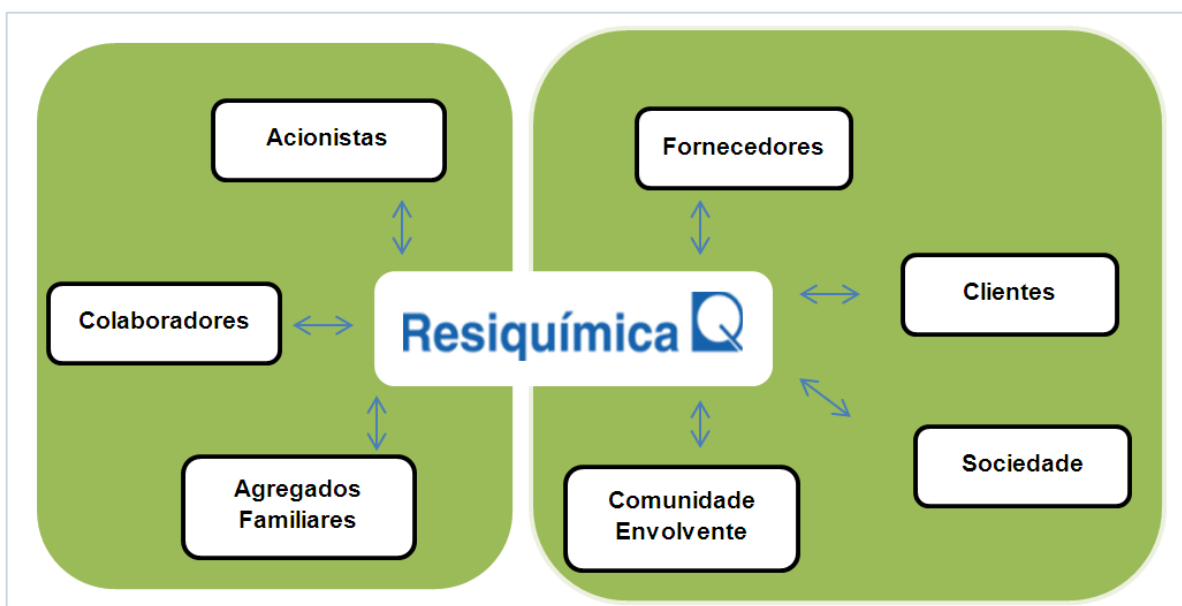 Acionistas
Colaboradores
Agregados
Familiares
Resiquímica
Fornecedores
Clientes
Sociedade
Comunidade
Envolvente